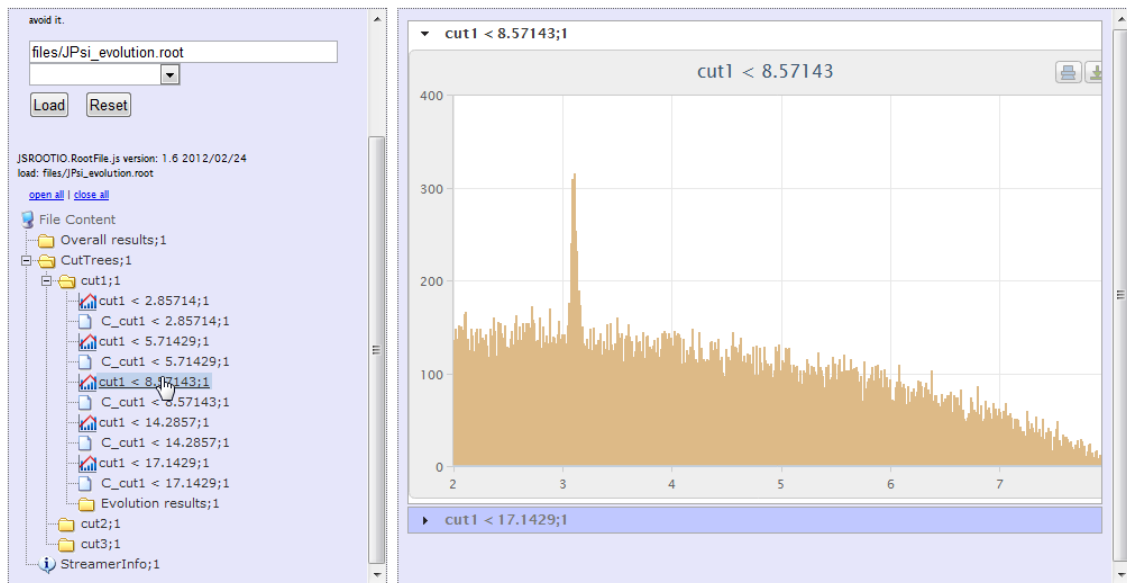 avoid it.
files/JPsi_evolution.root
Load Reset
JSROOTIO.RootFile.js version: 1.6 2012/02/24
load: files/JPsi_evolution.root
open all | close all
File Content
Overall results;1
CutTrees;1
cut1;1
cut1 < 2.85714;1
C_cut1 < 2.85714;1
cut1 < 5.71429;1
C_cut1 < 5.71429;1
cut1 < 8.57143;1
C_cut1 < 8.57143;1
cut1 < 14.2857;1
C_cut1 < 14.2857;1
cut1 < 17.1429;1
C_cut1 < 17.1429;1
Evolution results;1
cut2;1
cut3;1
StreamerInfo;1
cut1 < 8.57143;1
cut1 < 8.57143
400
300
200
100
0
2 3 4 5 6 7
cut1 < 17.1429;1